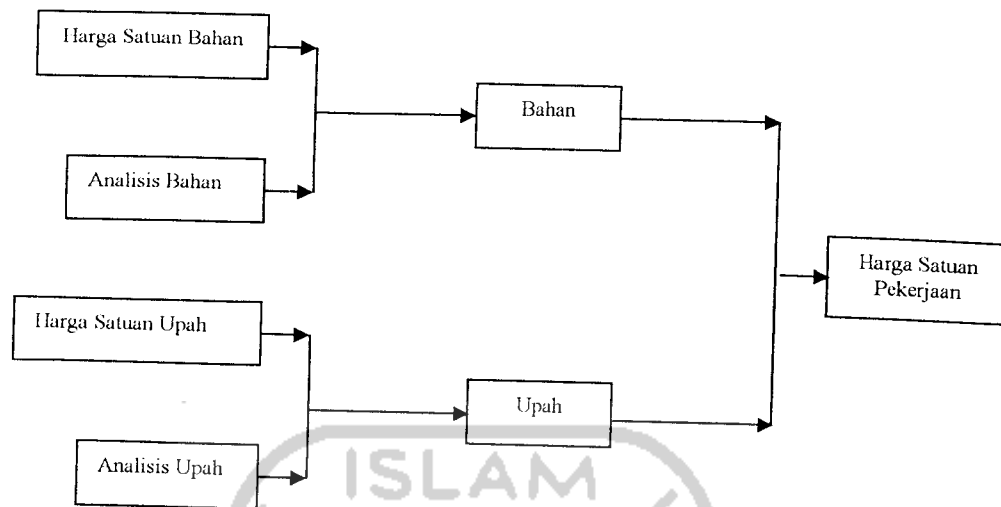 Harga Satuan Bahan
Bahan
Analisis Bahan
Harga Satuan
Pekerjaan
Harga Satuan Upah
Upah
Analisis Upah
ISLAM